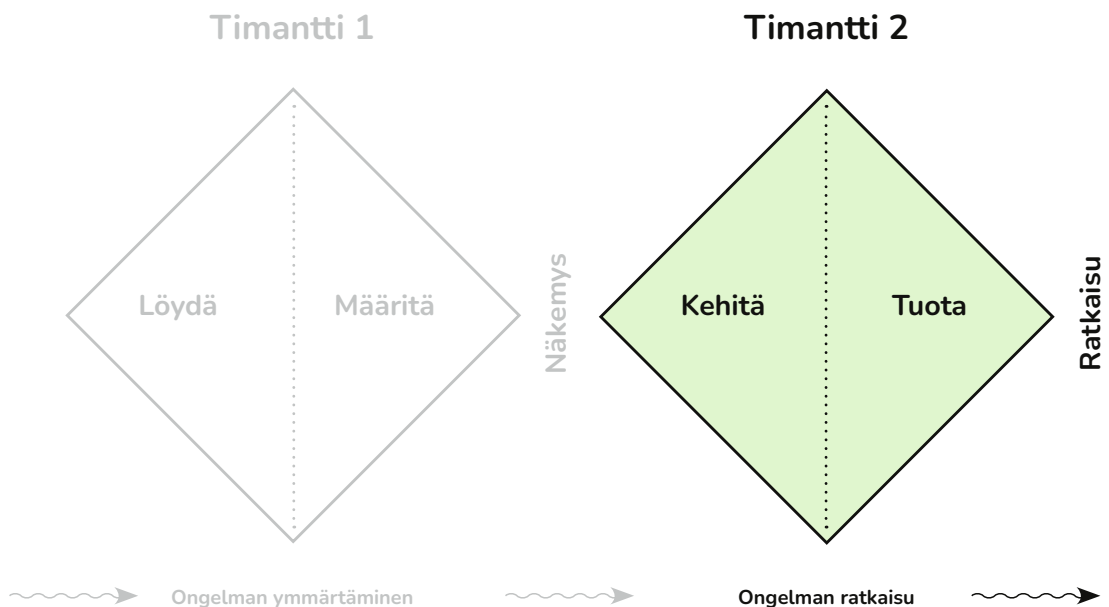 Timantti 1
Timantti 2
Löydä
Määritä
Näkemys
Kehitä
Tuota
Ratkaisu
Ongelman ymmärtäminen
Ongelman ratkaisu